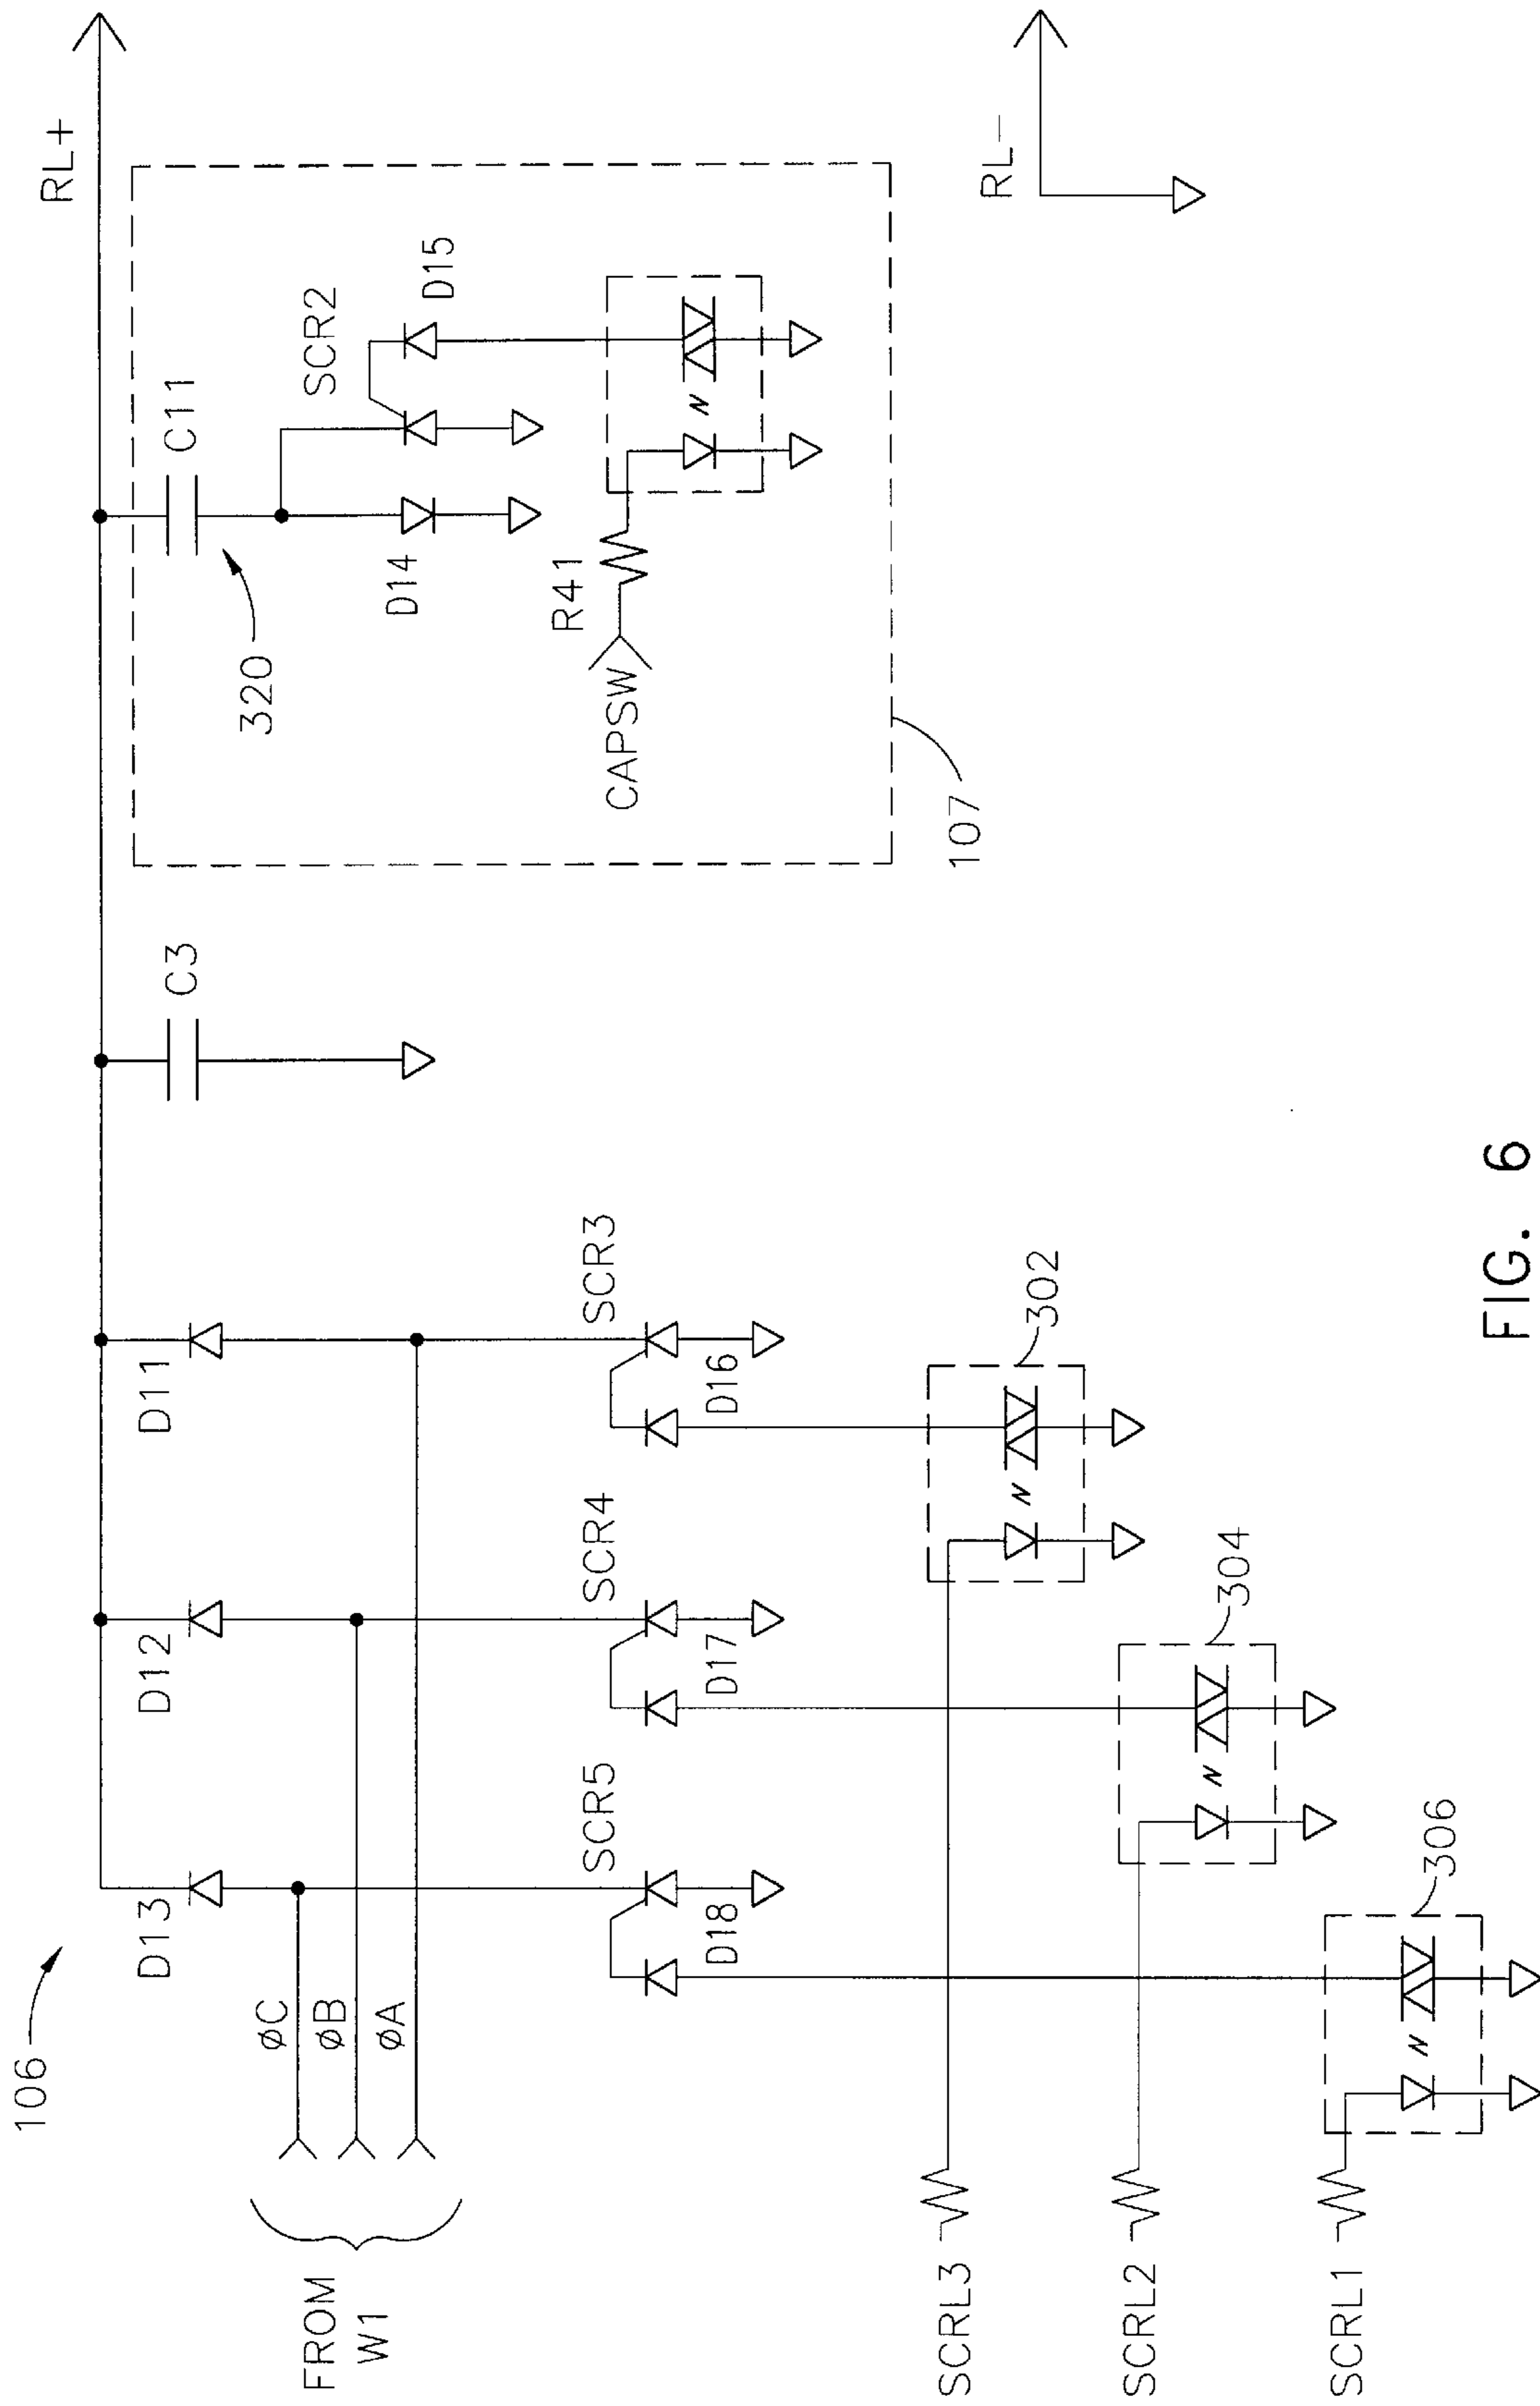 106
FROM
W1
øC
øB
øA
D13
D12
D11
C3
RL+
C11
320
SCR2
D14
D15
R41
CAPSW
107
RL−
SCR5
SCR4
SCR3
D18
D17
D16
SCRL3
302
SCRL2
304
SCRL1
306
FIG. 6